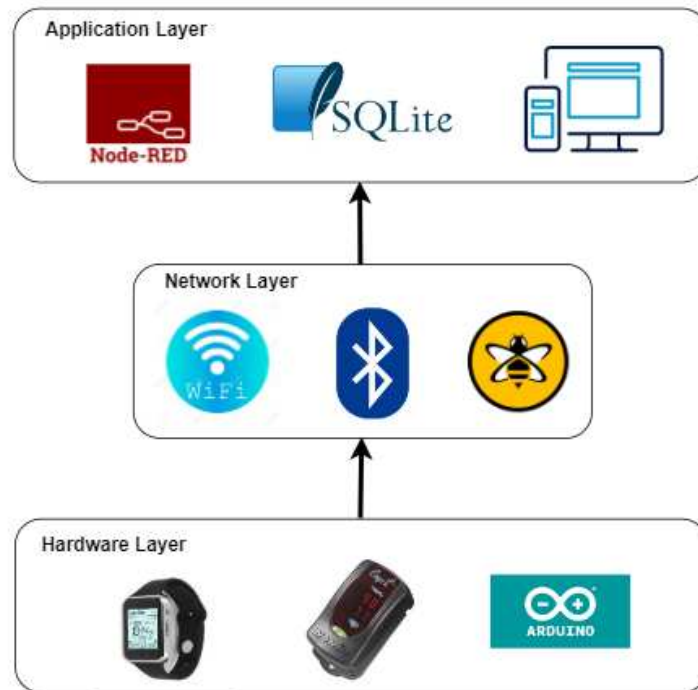 Application Layer
Node-RED
SQLite
Network Layer
WiFi
Hardware Layer
ARDUINO